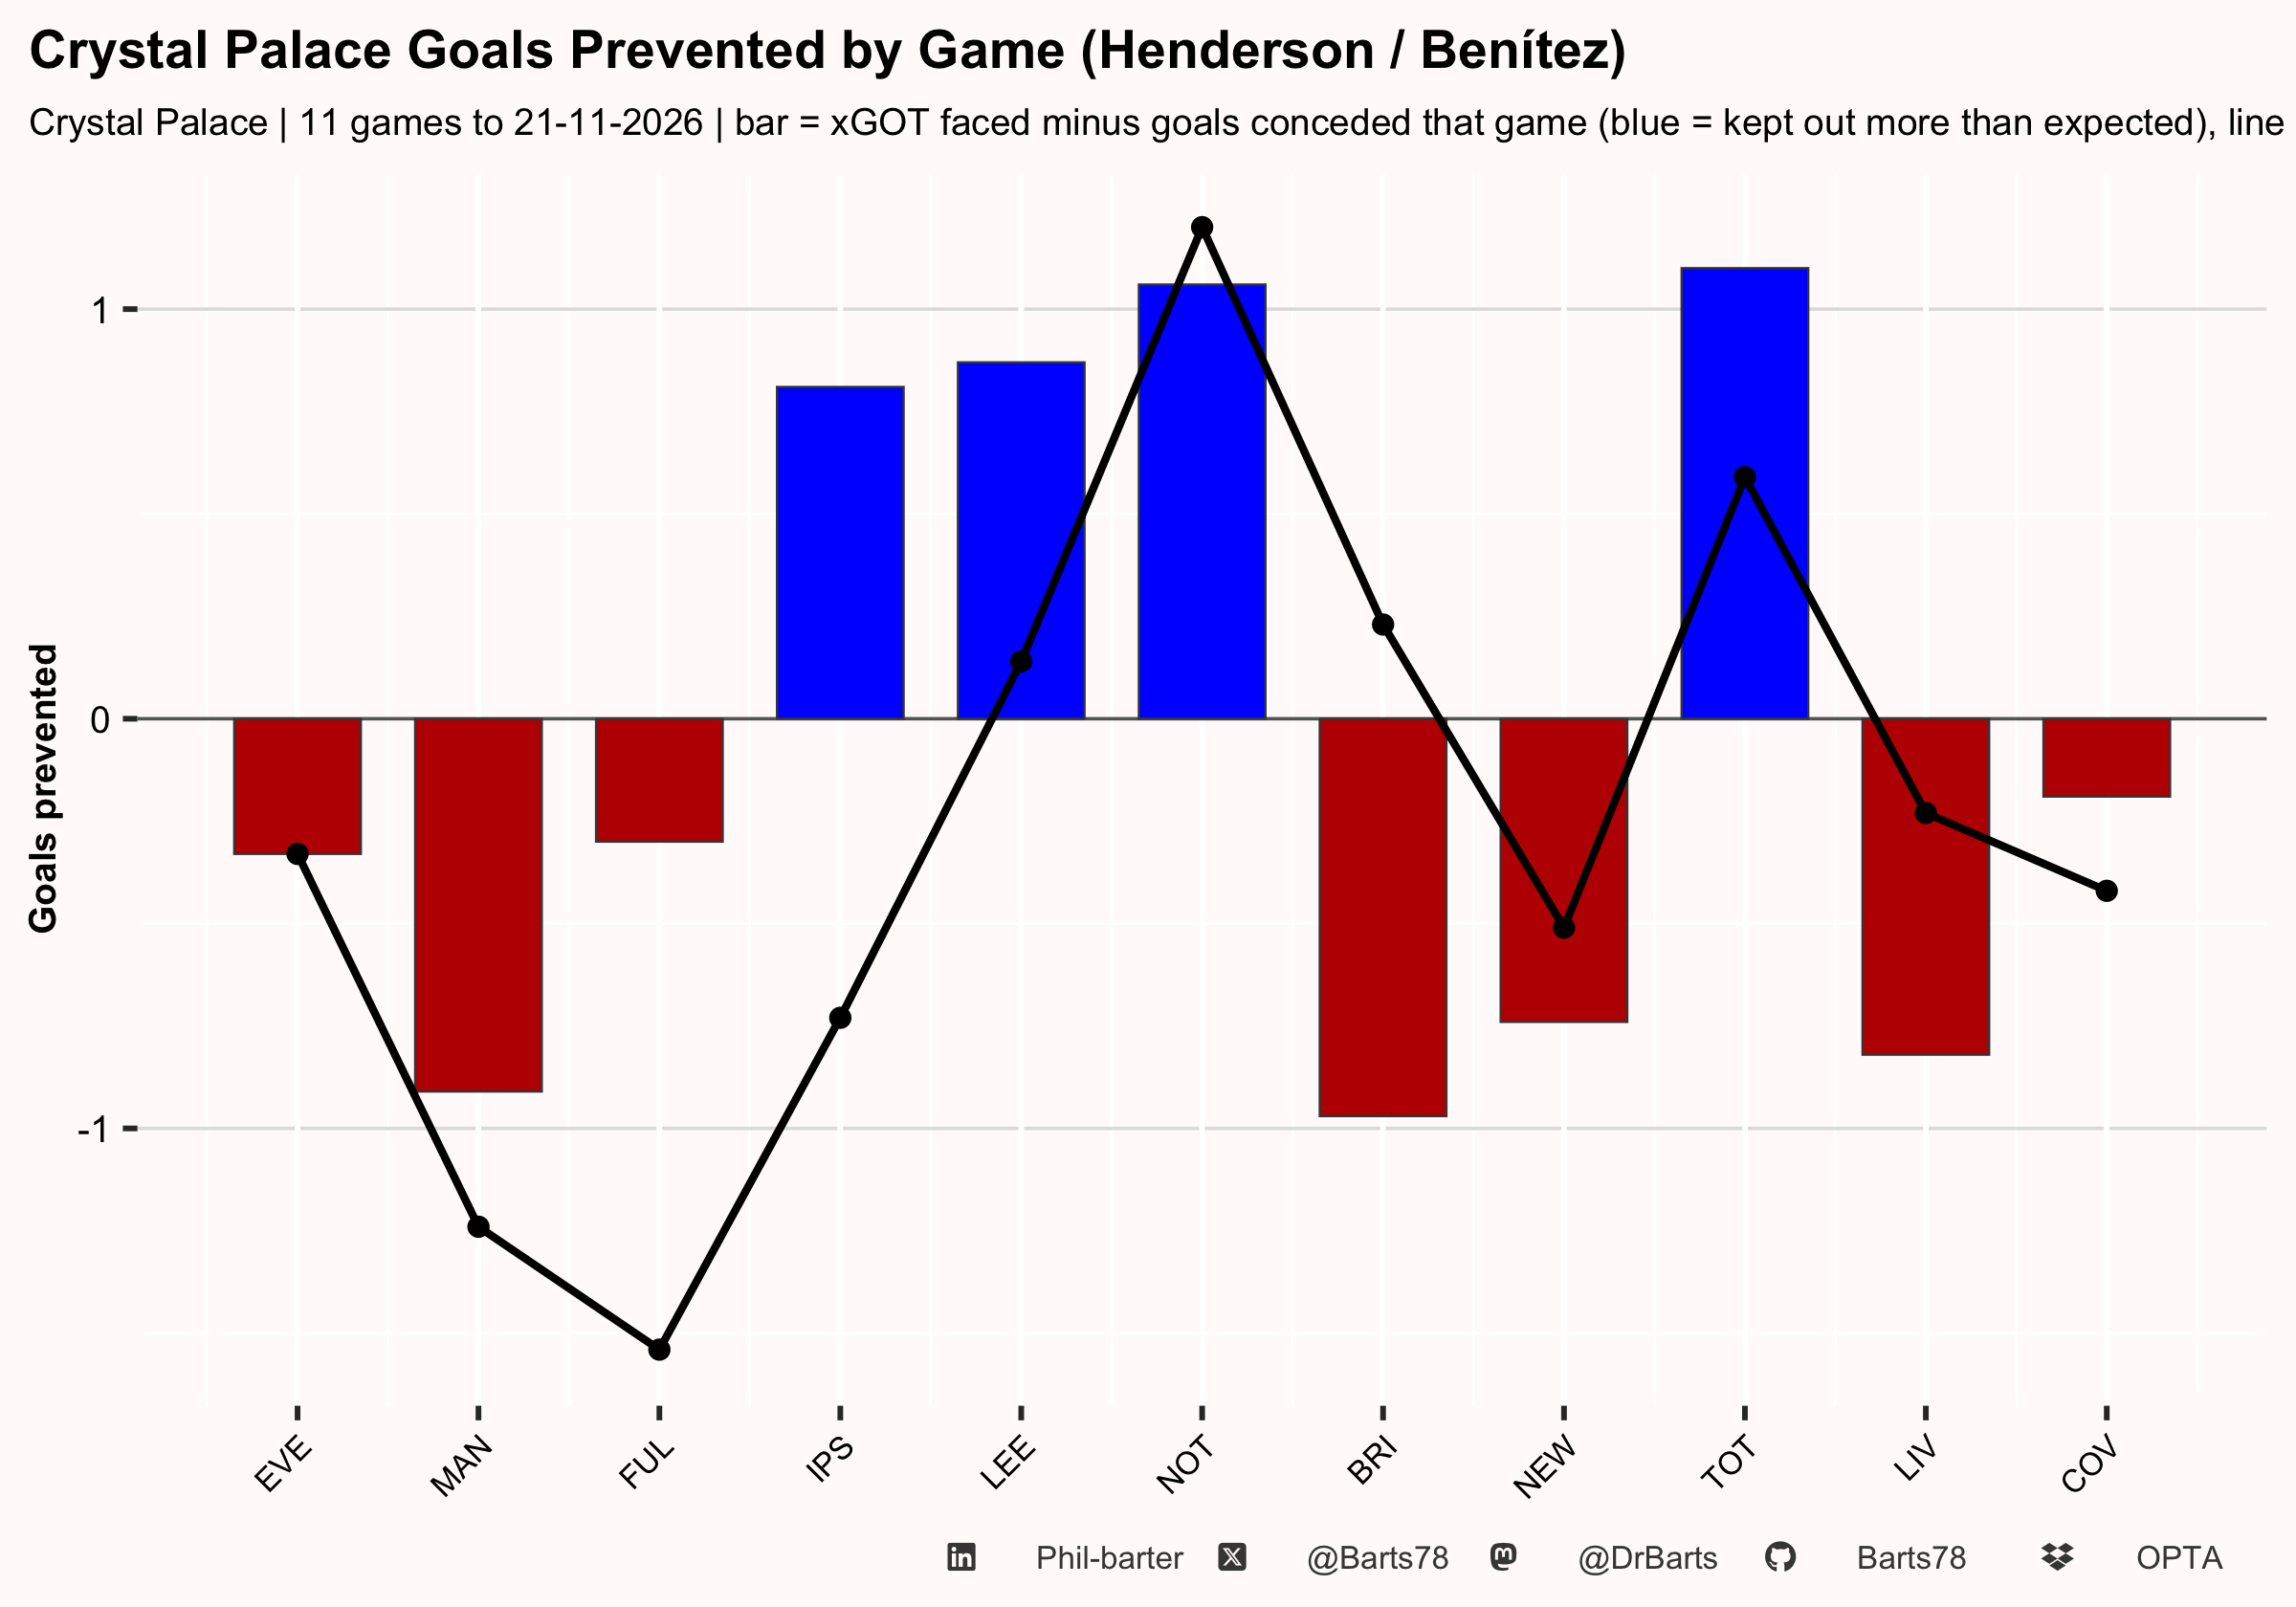 Crystal Palace Goals Prevented by Game (Henderson / Benítez)
Crystal Palace | 11 games to 21-11-2026 | bar = xGOT faced minus goals conceded that game (blue = kept out more than expected), line
Goals prevented
1
0
-1
EVE
MAN
FUL
IPS
LEE
NOT
BRI
NEW
TOT
LIV
COV
Phil-barter @Barts78 @DrBarts Barts78 OPTA